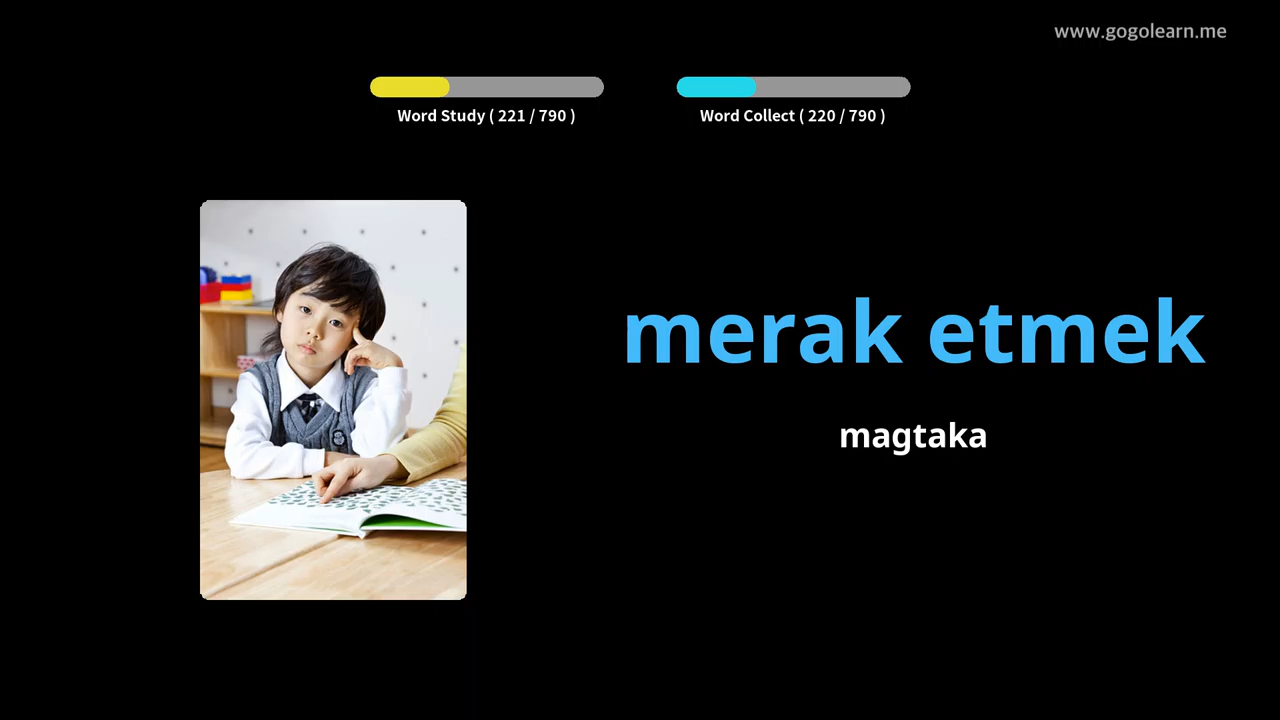 www.gogolearn.me
Word Study ( 221 / 790 )
Word Collect ( 220 / 790 )
merak etmek
magtaka